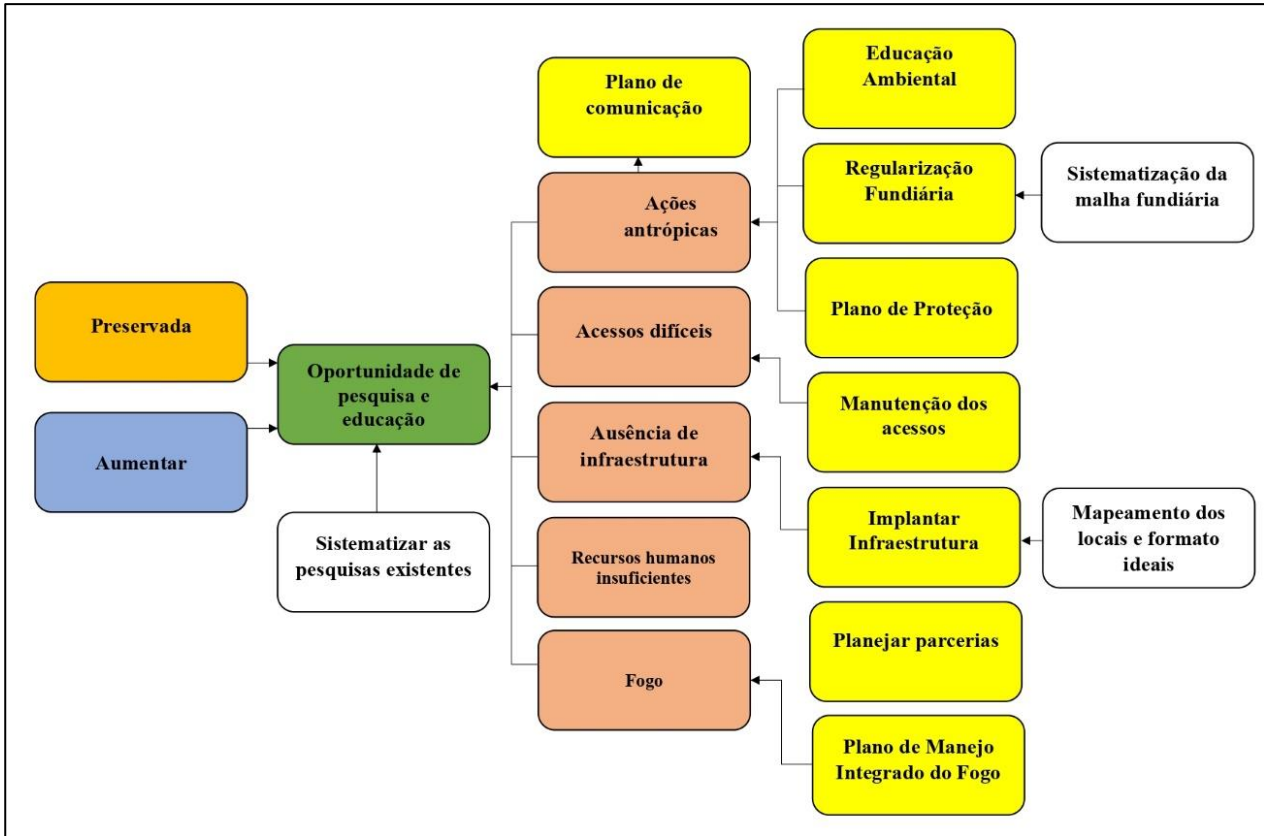 Preservada
Aumentar
Oportunidade de
pesquisa e
educação
Sistematizar as
pesquisas existentes
Plano de
comunicação
Ações
antrópicas
Acessos difíceis
Ausência de
infraestrutura
Recursos humanos
insuficientes
Fogo
Educação
Ambiental
Regularização
Fundiária
Plano de Proteção
Manutenção dos
acessos
Implantar
Infraestrutura
Planejar parcerias
Plano de Manejo
Integrado do Fogo
Sistematização da
malha fundiária
Mapeamento dos
locais e formato
ideais